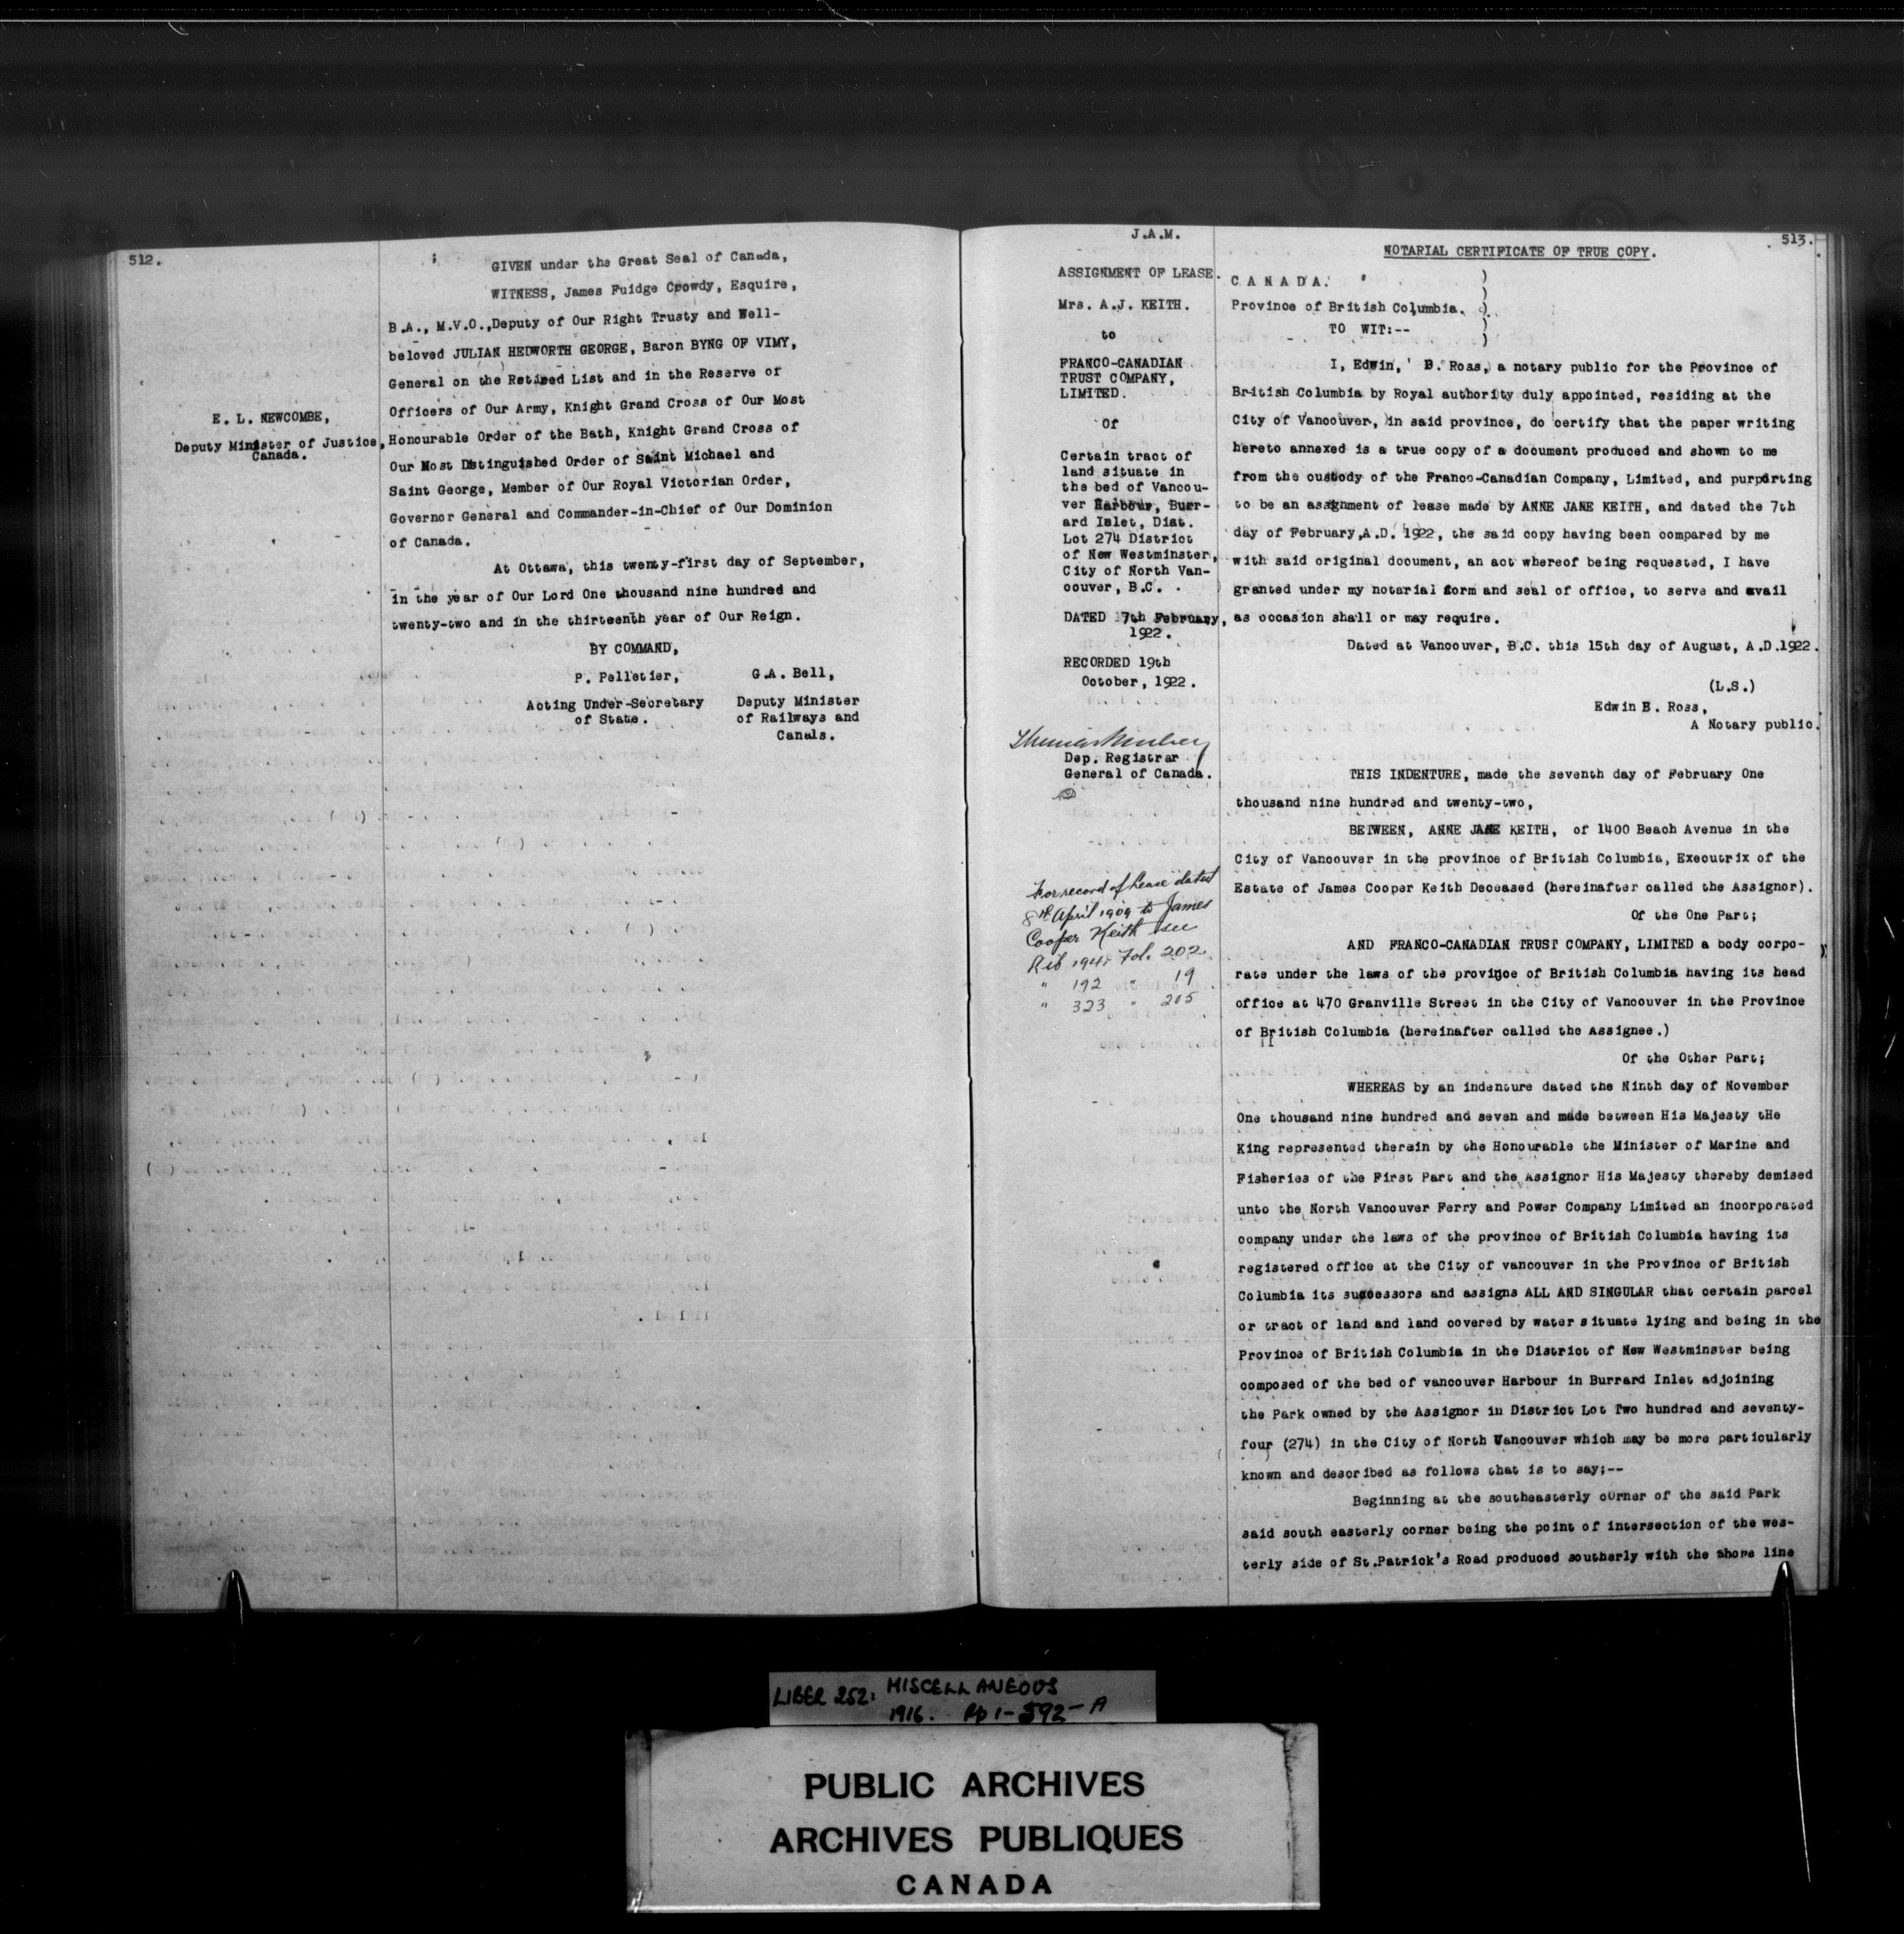 512.
E. L. NEWCOMBE,
Deputy Minister of Justice,
Canada.
GIVEN under the Great Seal of Canada,
WITNESS, James Fuidge Crowdy, Esquire,
B.A., M.V.O.,Deputy of Our Right Trusty and Well-
beloved JULIAN HEDWORTH GEORGE, Baron BYNG OF VIMY,
General on the Retired List and in the Reserve of
Officers of Our Army, Knight Grand Cross of Our Most
Honourable Order of the Bath, Knight Grand Cross of
Our Most Distinguished Order of Saint Michael and
Saint George, Member of Our Royal Victorian Order,
Governor General and Commander-in-Chief of Our Dominion
of Canada.
At Ottawa, this twenty-first day of September,
in the year of Our Lord One thousand nine hundred and
twenty-two and in the thirteenth year of Our Reign.
BY COMMAND,
P. Pelletier,
Acting Under-Secretary
of State.
G.A. Bell,
Deputy Minister
of Railways and
Canals.
J.A.M.
ASSIGNMENT OF LEASE.
Mrs. A.J. KEITH.
to
FRANCO-CANADIAN
TRUST COMPANY,
LIMITED.
Of
Certain tract of
land situate in
the bed of Vancou-
ver Harbour, Burr-
ard Inlet, Dist.
Lot 274 District
of New Westminster,
City of North Van-
couver, B.C.
DATED 7th February,
1922.
RECORDED 19th
October, 1922.
Dep. Registrar
General of Canada.
For record of Lease dated
8th April 1909 to James
Cooper Keith see
Lib 194 Fol. 202
" 192 " 19
" 323 " 205
513.
NOTARIAL CERTIFICATE OF TRUE COPY.
C A N A D A. )
Province of British Columbia. )
TO WIT:-- )
I, Edwin, B. Ross, a notary public for the Province of
British Columbia by Royal authority duly appointed, residing at the
City of Vancouver, in said province, do certify that the paper writing
hereto annexed is a true copy of a document produced and shown to me
from the custody of the Franco-Canadian Company, Limited, and purporting
to be an assignment of lease made by ANNE JANE KEITH, and dated the 7th
day of February,A.D. 1922, the said copy having been compared by me
with said original document, an act whereof being requested, I have
granted under my notarial form and seal of office, to serve and avail
as occasion shall or may require.
Dated at Vancouver, B.C. this 15th day of August, A.D.1922.
(L.S.)
Edwin B. Ross,
A Notary public.
THIS INDENTURE, made the seventh day of February One
thousand nine hundred and twenty-two,
BETWEEN, ANNE JANE KEITH, of 1400 Beach Avenue in the
City of Vancouver in the province of British Columbia, Executrix of the
Estate of James Cooper Keith Deceased (hereinafter called the Assignor).
Of the One Part;
AND FRANCO-CANADIAN TRUST COMPANY, LIMITED a body corpo-
rate under the laws of the province of British Columbia having its head
office at 470 Granville Street in the City of Vancouver in the Province
of British Columbia (hereinafter called the Assignee.)
Of the Other Part;
WHEREAS by an indenture dated the Ninth day of November
One thousand nine hundred and seven and made between His Majesty tHe
King represented therein by the Honourable the Minister of Marine and
Fisheries of the First Part and the Assignor His Majesty thereby demised
unto the North Vancouver Ferry and Power Company Limited an incorporated
company under the laws of the province of British Columbia having its
registered office at the City of vancouver in the Province of British
Columbia its successors and assigns ALL AND SINGULAR that certain parcel
or tract of land and land covered by water situate lying and being in the
Province of British Columbia in the District of New Westminster being
composed of the bed of vancouver Harbour in Burrard Inlet adjoining
the Park owned by the Assignor in District Lot Two hundred and seventy-
four (274) in the City of North Vancouver which may be more particularly
known and described as follows that is to say;--
Beginning at the southeasterly cOrner of the said Park
said south easterly corner being the point of intersection of the wes-
terly side of St.Patrick's Road produced southerly with the shore line
LIBER 252: MISCELLANEOUS
1916. Pp 1-592-A
PUBLIC ARCHIVES
ARCHIVES PUBLIQUES
CANADA